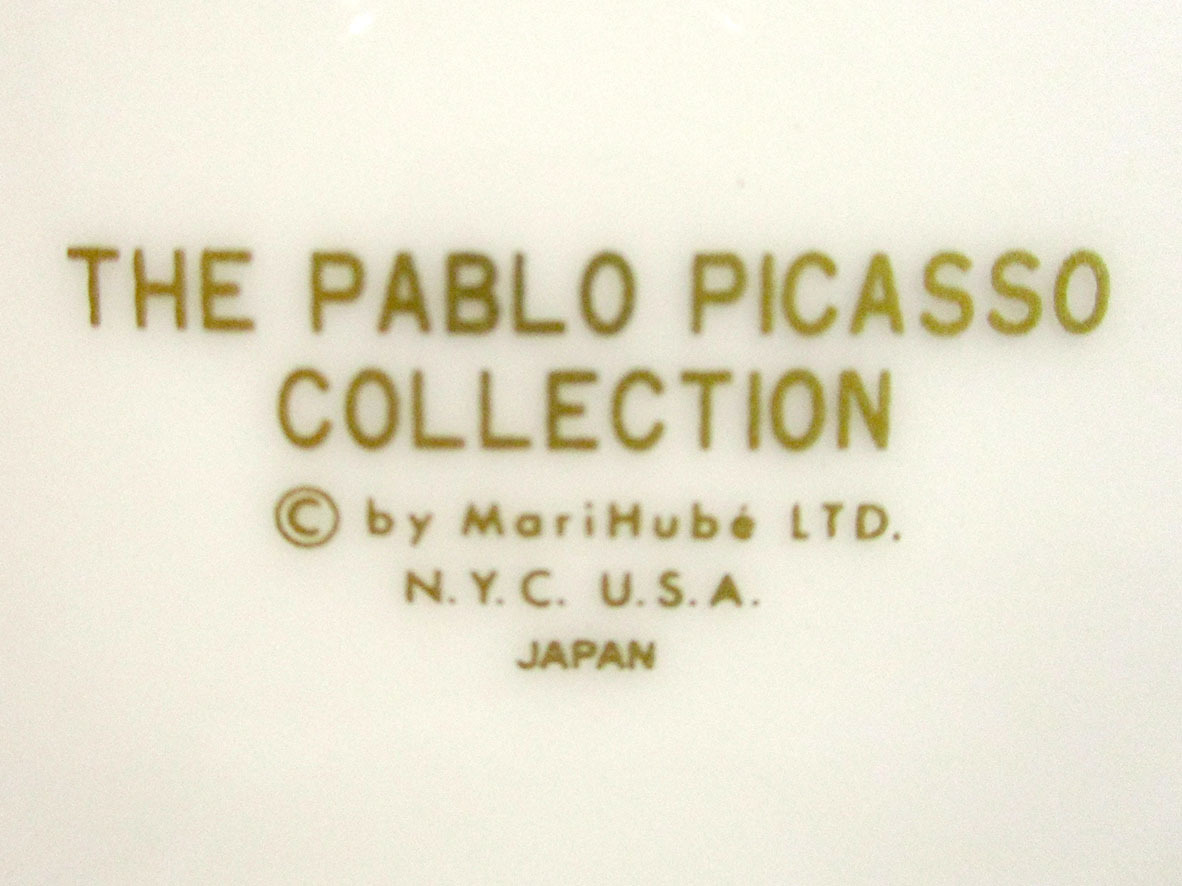 THE PABLO PICASSO
COLLECTION
© by MariHubé LTD.
N.Y.C. U.S.A.
JAPAN